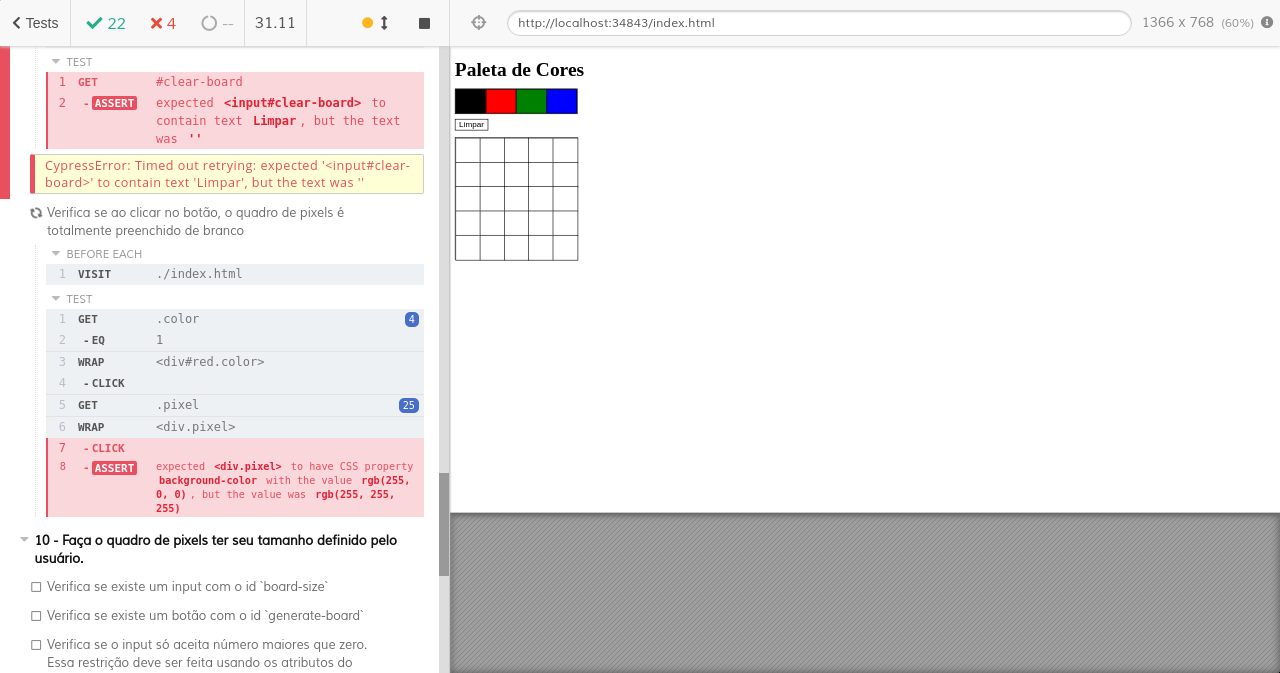 Tests 22 4 -- 31.11 http://localhost:34843/index.html 1366 x 768 (60%)
TEST
1 GET #clear-board
2 - ASSERT expected <input#clear-board> to
contain text Limpar, but the text
was ''
CypressError: Timed out retrying: expected '<input#clear-
board>' to contain text 'Limpar', but the text was ''
Verifica se ao clicar no botão, o quadro de pixels é
totalmente preenchido de branco
BEFORE EACH
1 VISIT ./index.html
TEST
1 GET .color 4
2 - EQ 1
3 WRAP <div#red.color>
4 - CLICK
5 GET .pixel 25
6 WRAP <div.pixel>
7 - CLICK
8 - ASSERT expected <div.pixel> to have CSS property
background-color with the value rgb(255,
0, 0), but the value was rgb(255, 255,
255)
10 - Faça o quadro de pixels ter seu tamanho definido pelo
usuário.
Verifica se existe um input com o id `board-size`
Verifica se existe um botão com o id `generate-board`
Verifica se o input só aceita número maiores que zero.
Essa restrição deve ser feita usando os atributos do
Paleta de Cores
Limpar